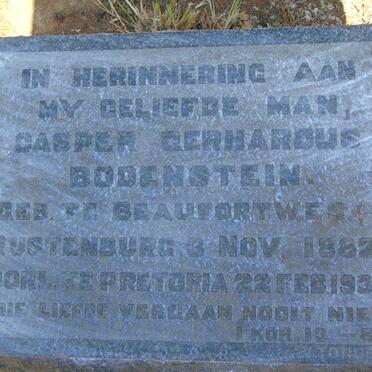 IN HERINNERING AAN
MY GELIEFDE MAN,
CASPER GERHARDUS
BODENSTEIN.
GEB. TE BEAUFORTWES
RUSTENBURG 3 NOV. 1882
OORL. TE PRETORIA 22 FEB 193
DIE LIEFDE VERGAAN NOOIT NIE
I KOR. 13 – 8